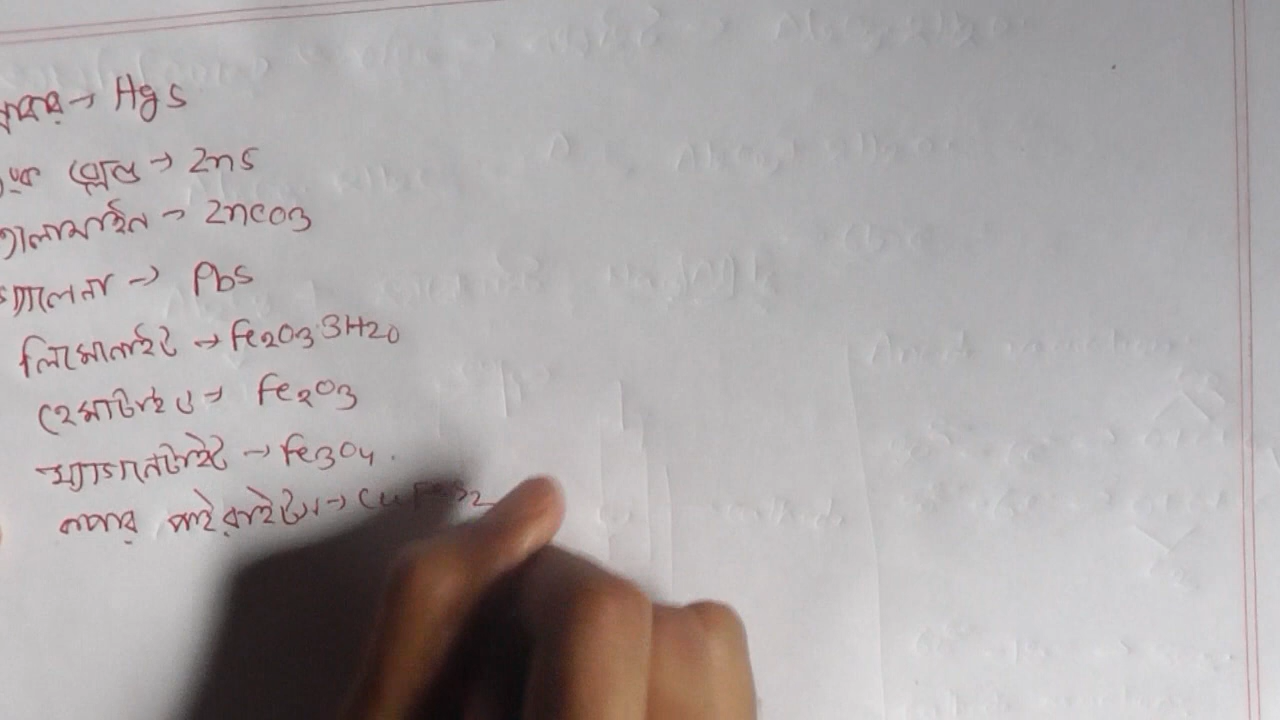 → HgS
ব্লেন্ড → ZnS
→ ZnCO3
→ PbS
লিমোনাইট → Fe2O3 3H2O
হেমাটাইট → Fe2O3
ম্যাগনেটাইট → Fe3O4.
কপার পাইরাইটস → CuFeS2